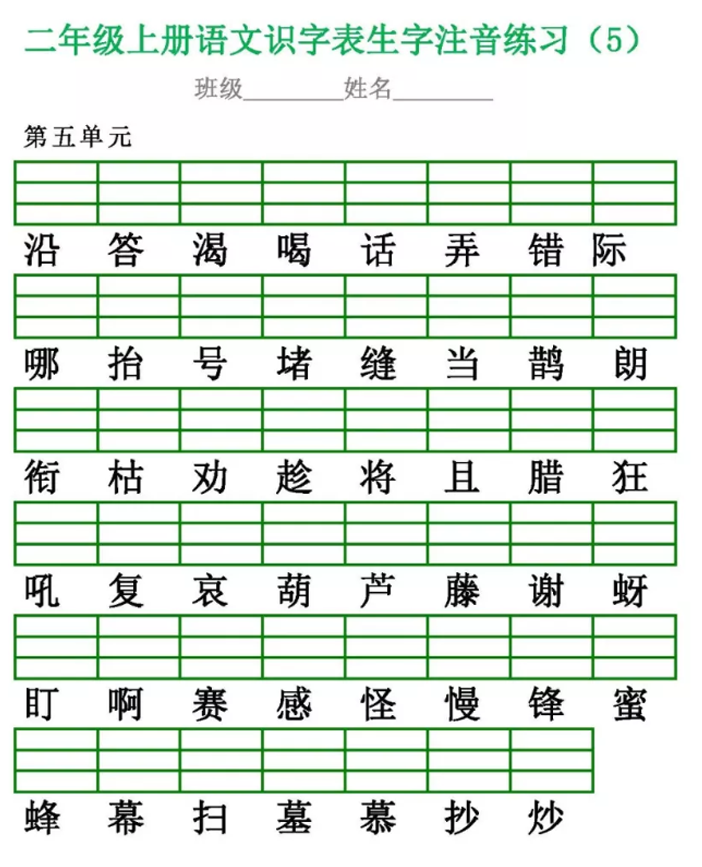 二年级上册语文识字表生字注音练习（5）
班级________姓名________
第五单元
沿 答 渴 喝 话 弄 错 际
哪 抬 号 堵 缝 当 鹊 朗
衔 枯 劝 趁 将 且 腊 狂
吼 复 哀 葫 芦 藤 谢 蚜
盯 啊 赛 感 怪 慢 锋 蜜
蜂 幕 扫 墓 慕 抄 炒